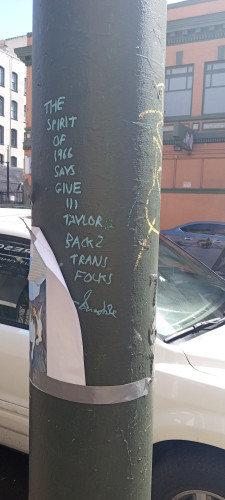 THE
SPIRIT
OF
1966
SAYS
GIVE
111
TAYLOR
BACK 2
TRANS
FOLKS